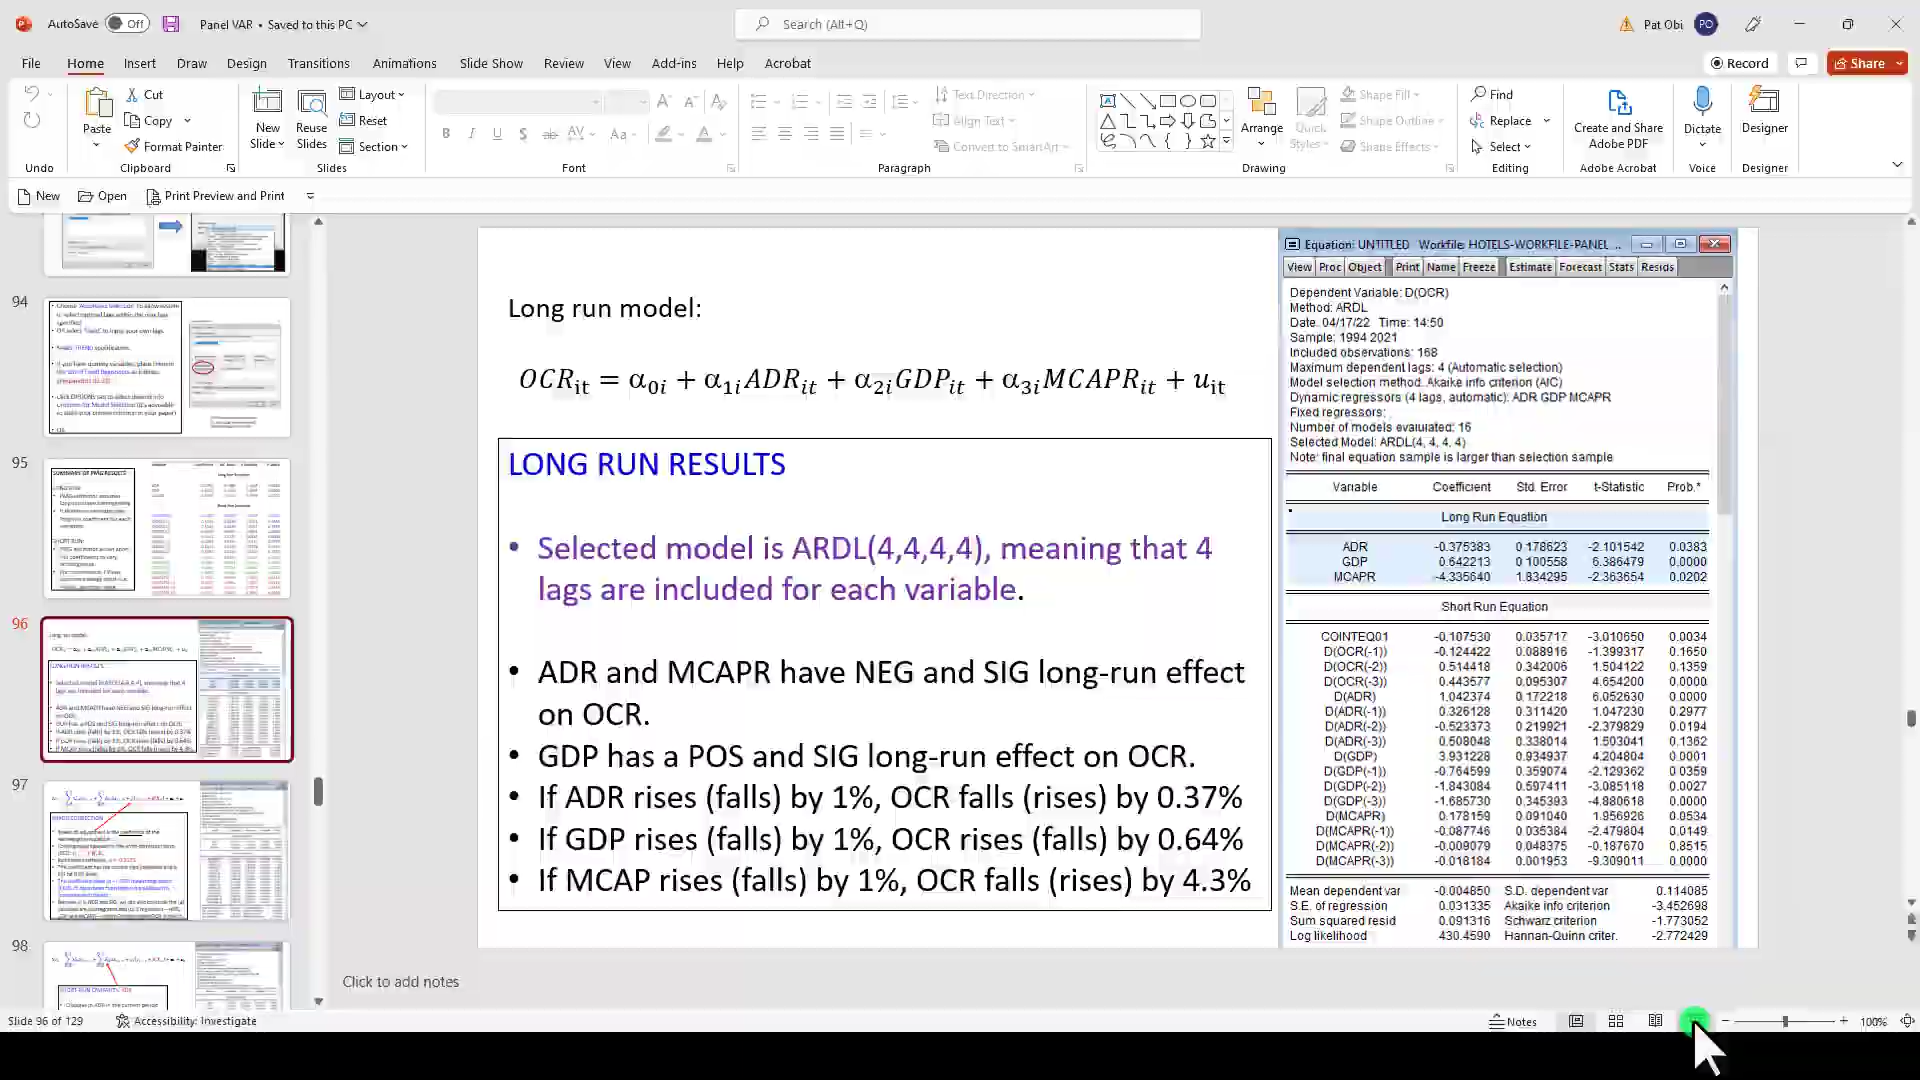 AutoSave Off Panel VAR • Saved to this PC Search (Alt+Q) Pat Obi PO
File Home Insert Draw Design Transitions Animations Slide Show Review View Add-ins Help Acrobat Record Share
Paste Cut Copy Format Painter New Slide Reuse Slides Layout Reset Section
Text Direction Align Text Convert to SmartArt
Arrange Quick Styles Shape Fill Shape Outline Shape Effects
Find Replace Select Create and Share Adobe PDF Dictate Designer
Undo Clipboard Slides Font Paragraph Drawing Editing Adobe Acrobat Voice Designer
New Open Print Preview and Print
94
95
96
97
98
Long run model:
OCR_it = α_0i + α_1i ADR_it + α_2i GDP_it + α_3i MCAPR_it + u_it
LONG RUN RESULTS
• Selected model is ARDL(4,4,4,4), meaning that 4
lags are included for each variable.
• ADR and MCAPR have NEG and SIG long-run effect
on OCR.
• GDP has a POS and SIG long-run effect on OCR.
• If ADR rises (falls) by 1%, OCR falls (rises) by 0.37%
• If GDP rises (falls) by 1%, OCR rises (falls) by 0.64%
• If MCAP rises (falls) by 1%, OCR falls (rises) by 4.3%
Equation: UNTITLED Workfile: HOTELS-WORKFILE-PANEL ...
View Proc Object Print Name Freeze Estimate Forecast Stats Resids
Dependent Variable: D(OCR)
Method: ARDL
Date: 04/17/22 Time: 14:50
Sample: 1994 2021
Included observations: 168
Maximum dependent lags: 4 (Automatic selection)
Model selection method: Akaike info criterion (AIC)
Dynamic regressors (4 lags, automatic): ADR GDP MCAPR
Fixed regressors:
Number of models evalulated: 16
Selected Model: ARDL(4, 4, 4, 4)
Note: final equation sample is larger than selection sample
Variable Coefficient Std. Error t-Statistic Prob.*
Long Run Equation
ADR -0.375383 0.178623 -2.101542 0.0383
GDP 0.642213 0.100558 6.386479 0.0000
MCAPR -4.335640 1.834295 -2.363654 0.0202
Short Run Equation
COINTEQ01 -0.107530 0.035717 -3.010650 0.0034
D(OCR(-1)) -0.124422 0.088916 -1.399317 0.1650
D(OCR(-2)) 0.514418 0.342006 1.504122 0.1359
D(OCR(-3)) 0.443577 0.095307 4.654200 0.0000
D(ADR) 1.042374 0.172218 6.052630 0.0000
D(ADR(-1)) 0.326128 0.311420 1.047230 0.2977
D(ADR(-2)) -0.523373 0.219921 -2.379829 0.0194
D(ADR(-3)) 0.508048 0.338014 1.503041 0.1362
D(GDP) 3.931228 0.934937 4.204804 0.0001
D(GDP(-1)) -0.764599 0.359074 -2.129362 0.0359
D(GDP(-2)) -1.843084 0.597411 -3.085118 0.0027
D(GDP(-3)) -1.685730 0.345393 -4.880618 0.0000
D(MCAPR) 0.178159 0.091040 1.956926 0.0534
D(MCAPR(-1)) -0.087746 0.035384 -2.479804 0.0149
D(MCAPR(-2)) -0.009079 0.048375 -0.187670 0.8515
D(MCAPR(-3)) -0.018184 0.001953 -9.309011 0.0000
Mean dependent var -0.004850 S.D. dependent var 0.114085
S.E. of regression 0.031335 Akaike info criterion -3.452698
Sum squared resid 0.091316 Schwarz criterion -1.773052
Log likelihood 430.4590 Hannan-Quinn criter. -2.772429
Click to add notes
Slide 96 of 129 Accessibility: Investigate Notes 100%